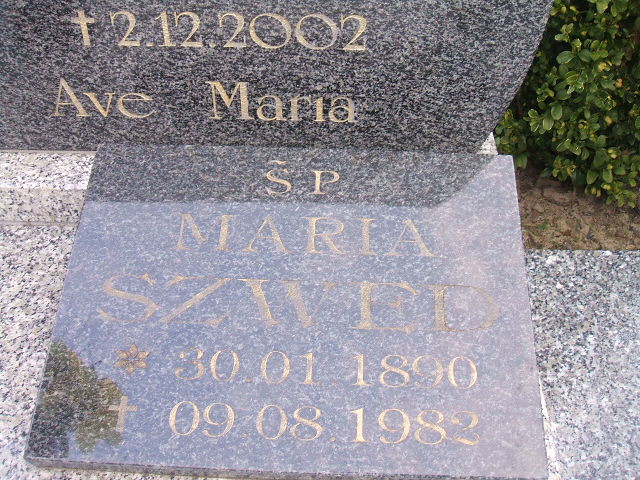 ✝ 2.12.2002
Ave Maria
Š P
MARIA
SZWED
✡ 30.01 1890
✝ 09.08.1982